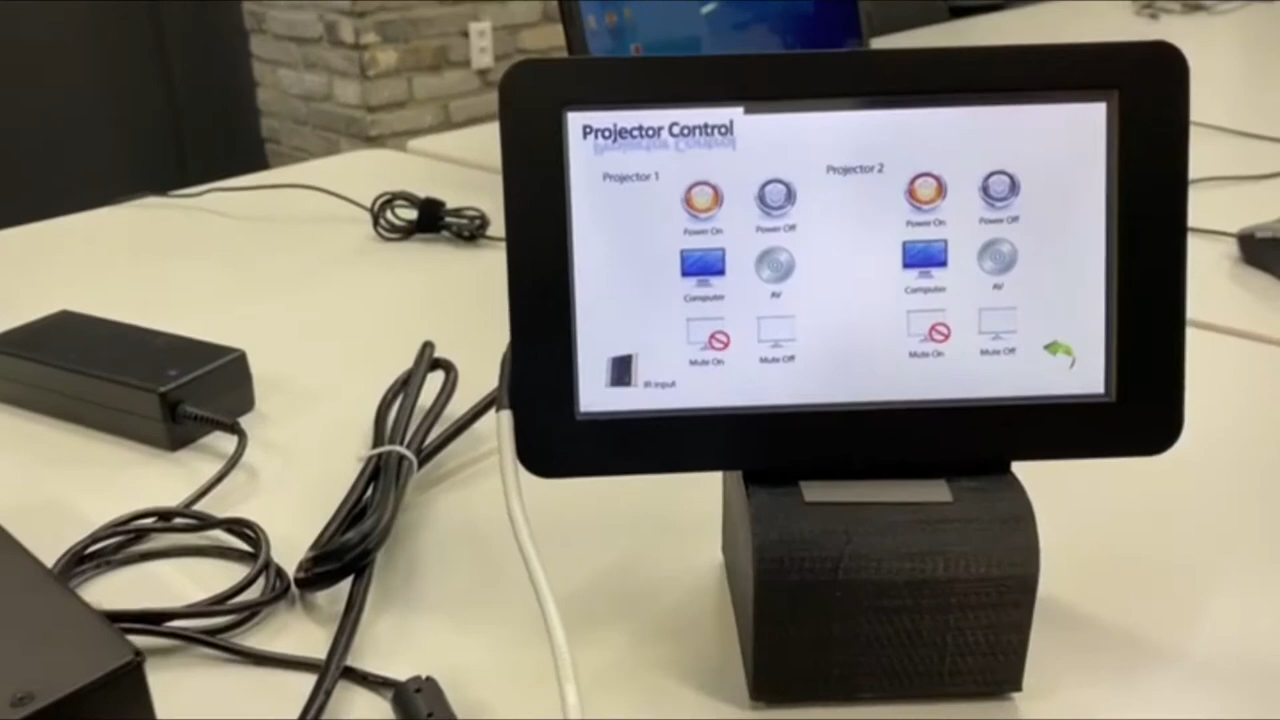 Projector Control
Projector 1
Projector 2
Power On
Power Off
Power On
Power Off
Computer
AV
Computer
AV
Mute On
Mute Off
Mute On
Mute Off
IR Input